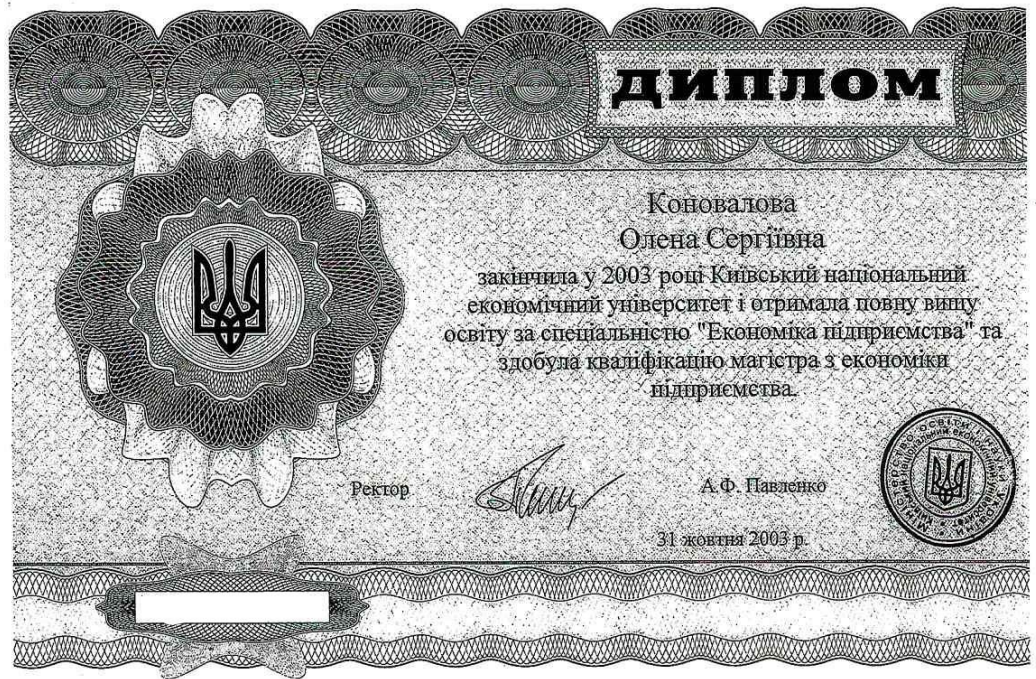 ДИПЛОМ
Коновалова
Олена Сергіївна
закінчила у 2003 році Київський національний
економічний університет і отримала повну вищу
освіту за спеціальністю "Економіка підприємства" та
здобула кваліфікацію магістра з економіки
підприємства.
Ректор
А.Ф. Павленко
31 жовтня 2003 р.